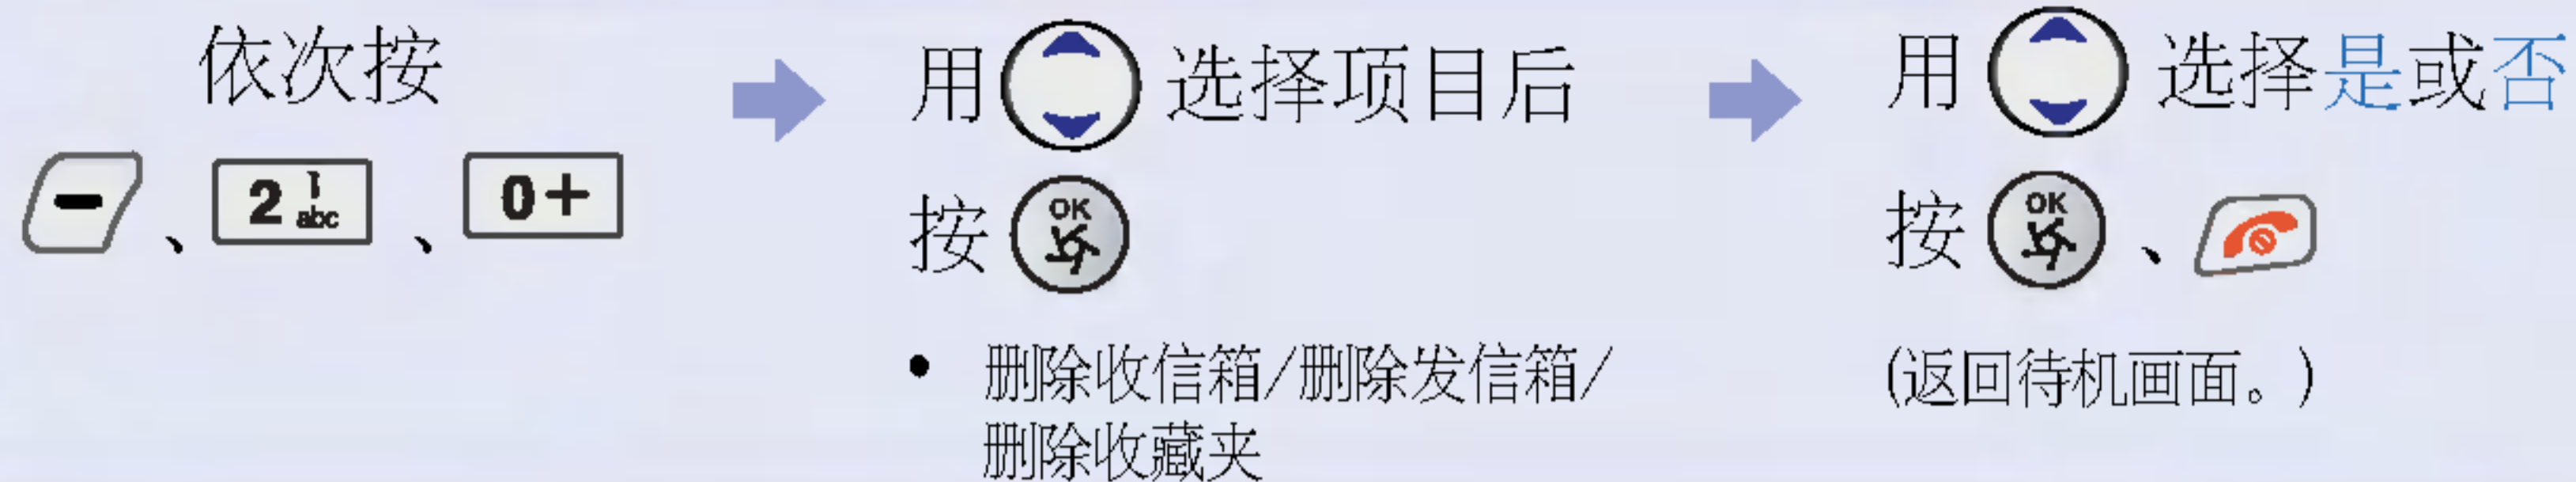 依次按
-、2 abc、0+
用 选择项目后
按 OK
• 删除收信箱/删除发信箱/
删除收藏夹
用 选择是或否
按 OK、
(返回待机画面。)